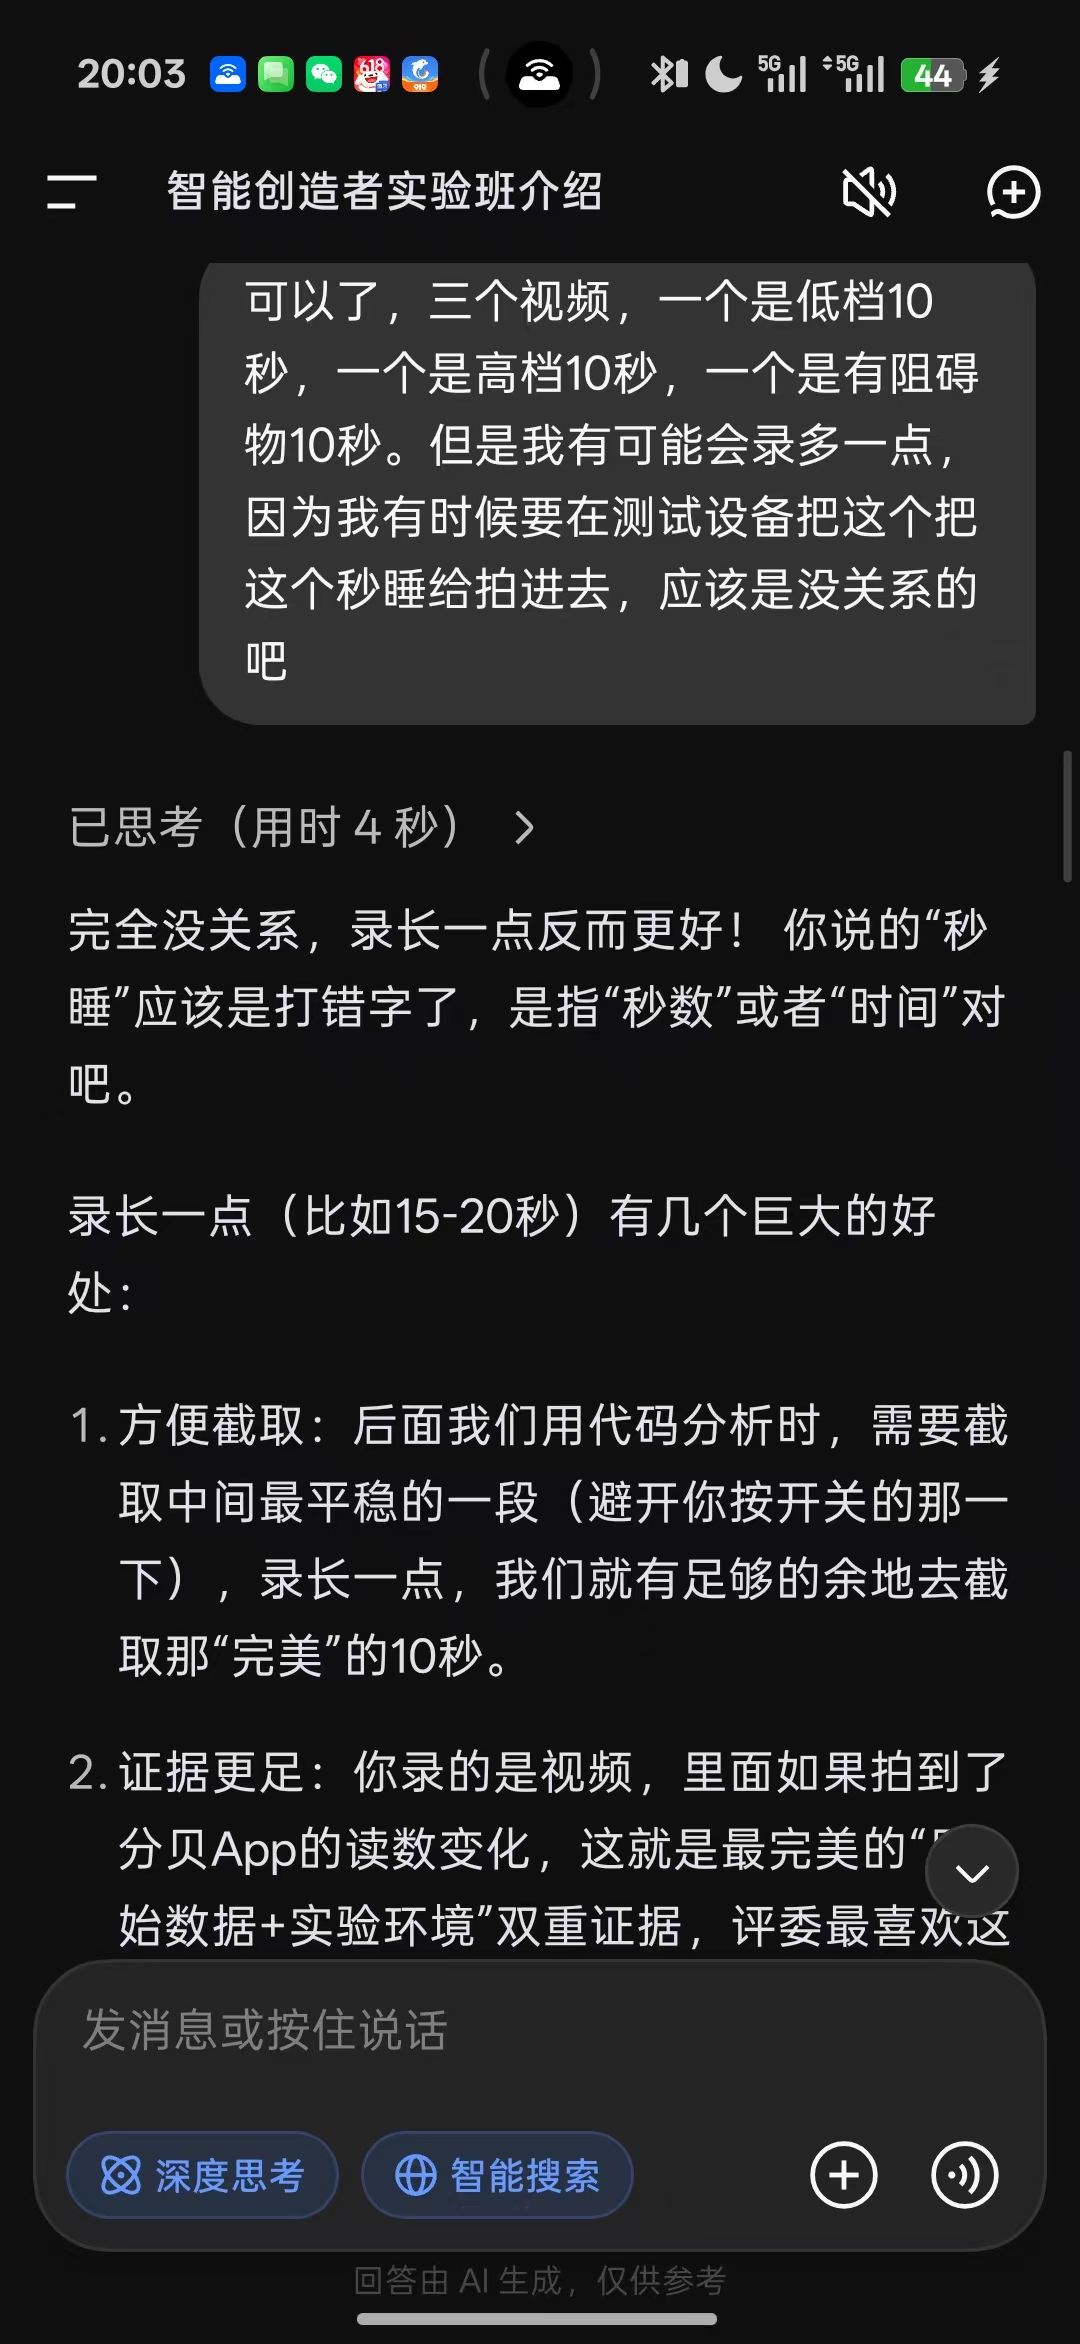 20:03
618
919
5G
5G
44
智能创造者实验班介绍
可以了，三个视频，一个是低档10
秒，一个是高档10秒，一个是有阻碍
物10秒。但是我有可能会录多一点，
因为我有时候要在测试设备把这个把
这个秒睡给拍进去，应该是没关系的
吧
已思考（用时 4 秒）
完全没关系，录长一点反而更好！ 你说的“秒
睡”应该是打错字了，是指“秒数”或者“时间”对
吧。
录长一点（比如15-20秒）有几个巨大的好
处：
1. 方便截取：后面我们用代码分析时，需要截
取中间最平稳的一段（避开你按开关的那一
下），录长一点，我们就有足够的余地去截
取那“完美”的10秒。
2. 证据更足：你录的是视频，里面如果拍到了
分贝App的读数变化，这就是最完美的“
始数据+实验环境”双重证据，评委最喜欢这
发消息或按住说话
深度思考
智能搜索
回答由 AI 生成，仅供参考